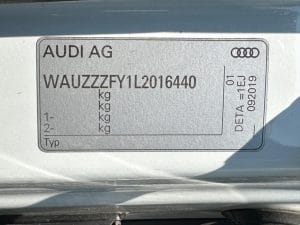 AUDI AG
WAUZZZFY1L2016440
kg
kg
1- kg
2- kg
Typ
01
DETA =1EJ
092019